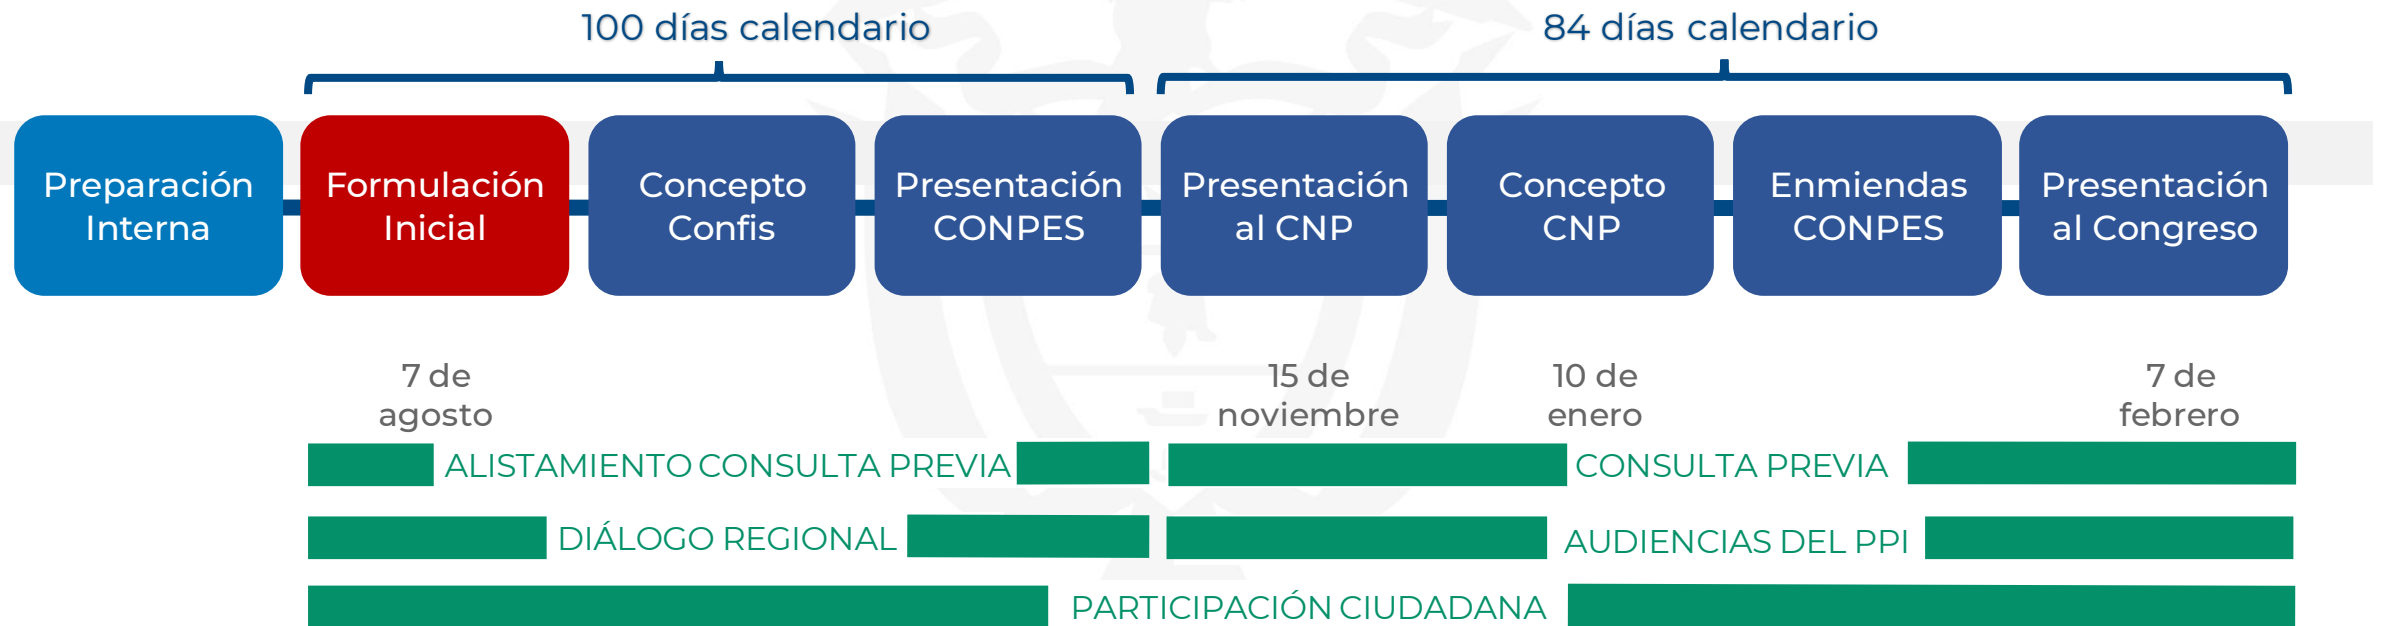 100 días calendario
84 días calendario
Preparación
Interna
Formulación
Inicial
Concepto
Confis
Presentación
CONPES
Presentación
al CNP
Concepto
CNP
Enmiendas
CONPES
Presentación
al Congreso
7 de
agosto
15 de
noviembre
10 de
enero
7 de
febrero
ALISTAMIENTO CONSULTA PREVIA
CONSULTA PREVIA
DIÁLOGO REGIONAL
AUDIENCIAS DEL PPI
PARTICIPACIÓN CIUDADANA